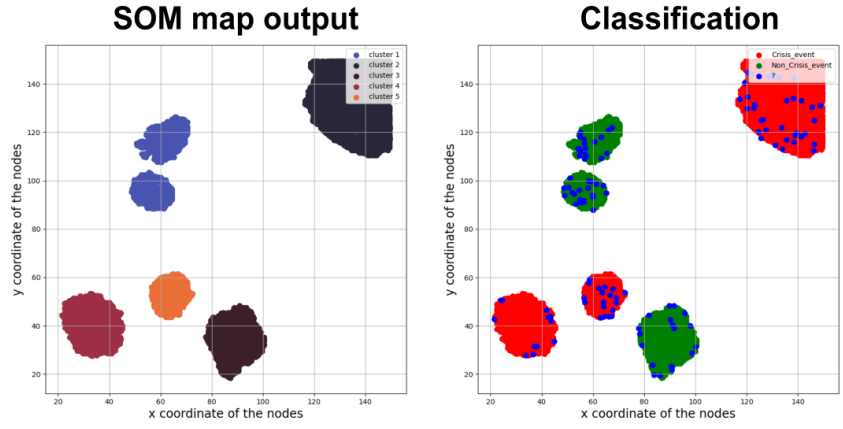 SOM map output
cluster 1
cluster 2
cluster 3
cluster 4
cluster 5
140
120
100
80
60
40
20
20 40 60 80 100 120 140
x coordinate of the nodes
y coordinate of the nodes
Classification
Crisis_event
Non_Crisis_event
?
140
120
100
80
60
40
20
20 40 60 80 100 120 140
x coordinate of the nodes
y coordinate of the nodes